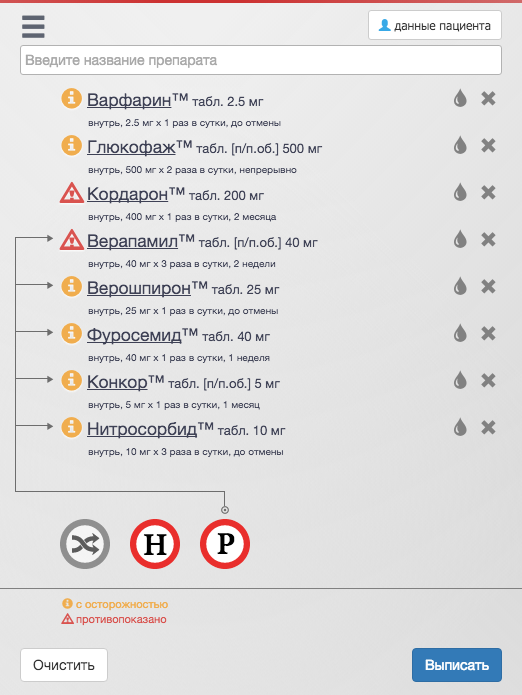 данные пациента
Введите название препарата
Варфарин™ табл. 2.5 мг
внутрь, 2.5 мг x 1 раз в сутки, до отмены
Глюкофаж™ табл. [п/п.об.] 500 мг
внутрь, 500 мг x 2 раза в сутки, непрерывно
Кордарон™ табл. 200 мг
внутрь, 400 мг x 1 раз в сутки, 2 месяца
Верапамил™ табл. [п/п.об.] 40 мг
внутрь, 40 мг x 3 раза в сутки, 2 недели
Верошпирон™ табл. 25 мг
внутрь, 25 мг x 1 раз в сутки, до отмены
Фуросемид™ табл. 40 мг
внутрь, 40 мг x 1 раз в сутки, 1 неделя
Конкор™ табл. [п/п.об.] 5 мг
внутрь, 5 мг x 1 раз в сутки, 1 месяц
Нитросорбид™ табл. 10 мг
внутрь, 10 мг x 3 раза в сутки, до отмены
Н Р
с осторожностью
противопоказано
Очистить Выписать